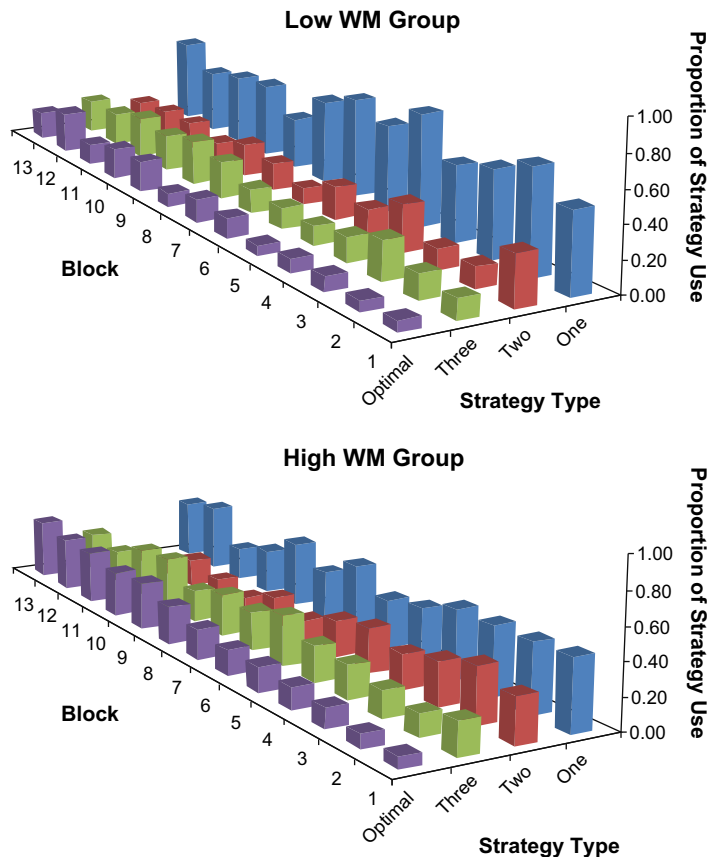 Low WM Group
Proportion of Strategy Use
1.00
0.80
0.60
0.40
0.20
0.00
13
12
11
10
9
8
7
6
5
4
3
2
1
Block
Optimal
Three
Two
One
Strategy Type
High WM Group
Proportion of Strategy Use
1.00
0.80
0.60
0.40
0.20
0.00
13
12
11
10
9
8
7
6
5
4
3
2
1
Block
Optimal
Three
Two
One
Strategy Type